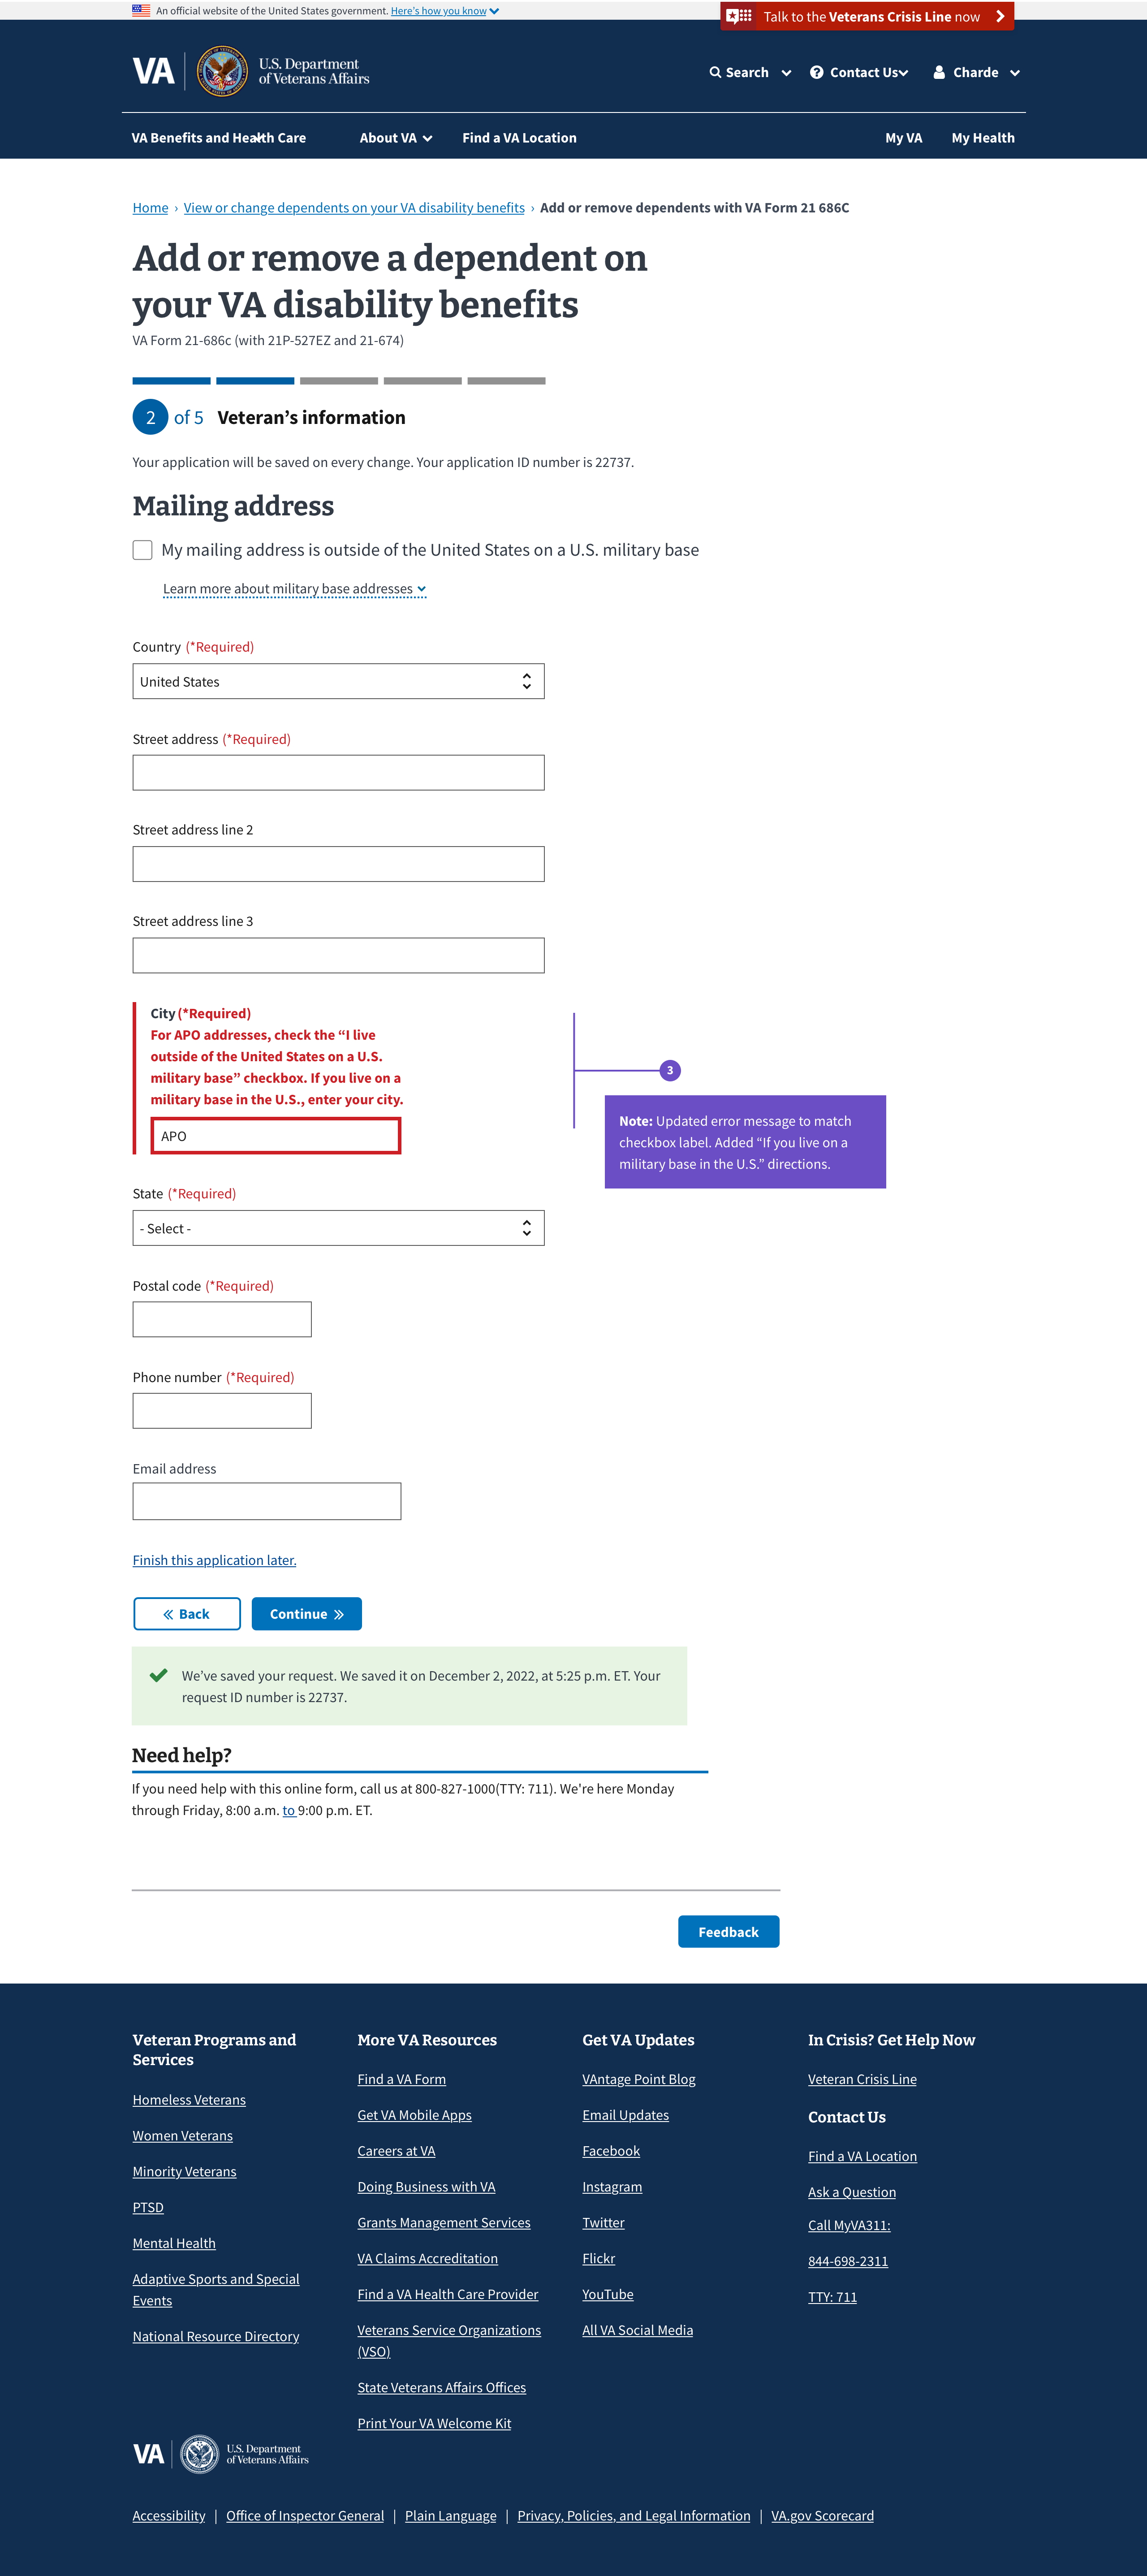 An official website of the United States government. Here's how you know
Talk to the Veterans Crisis Line now
VA
U.S. Department
of Veterans Affairs
Search
Contact Us
Charde
VA Benefits and Health Care
About VA
Find a VA Location
My VA
My Health
Home › View or change dependents on your VA disability benefits › Add or remove dependents with VA Form 21 686C
Add or remove a dependent on
your VA disability benefits
VA Form 21-686c (with 21P-527EZ and 21-674)
2 of 5 Veteran’s information
Your application will be saved on every change. Your application ID number is 22737.
Mailing address
My mailing address is outside of the United States on a U.S. military base
Learn more about military base addresses
Country (*Required)
United States
Street address (*Required)
Street address line 2
Street address line 3
City (*Required)
For APO addresses, check the “I live
outside of the United States on a U.S.
military base” checkbox. If you live on a
military base in the U.S., enter your city.
APO
3
Note: Updated error message to match
checkbox label. Added “If you live on a
military base in the U.S.” directions.
State (*Required)
- Select -
Postal code (*Required)
Phone number (*Required)
Email address
Finish this application later.
Back
Continue
We’ve saved your request. We saved it on December 2, 2022, at 5:25 p.m. ET. Your
request ID number is 22737.
Need help?
If you need help with this online form, call us at 800-827-1000(TTY: 711). We're here Monday
through Friday, 8:00 a.m. to 9:00 p.m. ET.
Feedback
Veteran Programs and
Services
Homeless Veterans
Women Veterans
Minority Veterans
PTSD
Mental Health
Adaptive Sports and Special
Events
National Resource Directory
More VA Resources
Find a VA Form
Get VA Mobile Apps
Careers at VA
Doing Business with VA
Grants Management Services
VA Claims Accreditation
Find a VA Health Care Provider
Veterans Service Organizations
(VSO)
State Veterans Affairs Offices
Print Your VA Welcome Kit
Get VA Updates
VAntage Point Blog
Email Updates
Facebook
Instagram
Twitter
Flickr
YouTube
All VA Social Media
In Crisis? Get Help Now
Veteran Crisis Line
Contact Us
Find a VA Location
Ask a Question
Call MyVA311:
844-698-2311
TTY: 711
VA
U.S. Department
of Veterans Affairs
Accessibility | Office of Inspector General | Plain Language | Privacy, Policies, and Legal Information | VA.gov Scorecard